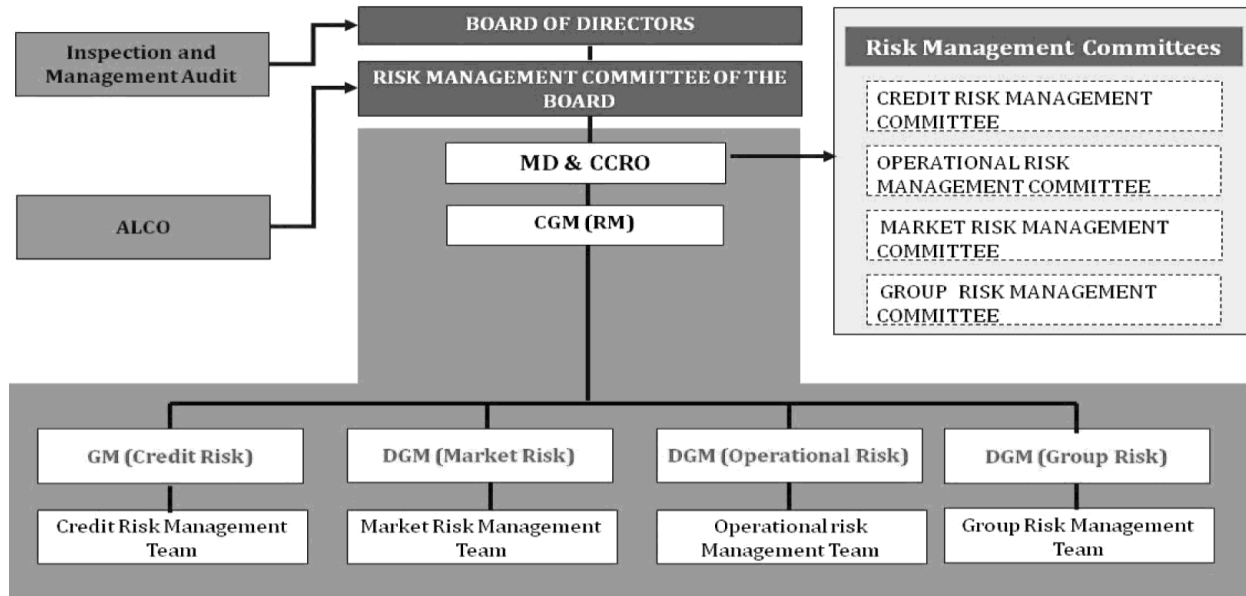 BOARD OF DIRECTORS
Inspection and
Management Audit
RISK MANAGEMENT COMMITTEE OF THE
BOARD
ALCO
MD & CCRO
CGM (RM)
Risk Management Committees
CREDIT RISK MANAGEMENT
COMMITTEE
OPERATIONAL RISK
MANAGEMENT COMMITTEE
MARKET RISK MANAGEMENT
COMMITTEE
GROUP RISK MANAGEMENT
COMMITTEE
GM (Credit Risk)
DGM (Market Risk)
DGM (Operational Risk)
DGM (Group Risk)
Credit Risk Management
Team
Market Risk Management
Team
Operational risk
Management Team
Group Risk Management
Team